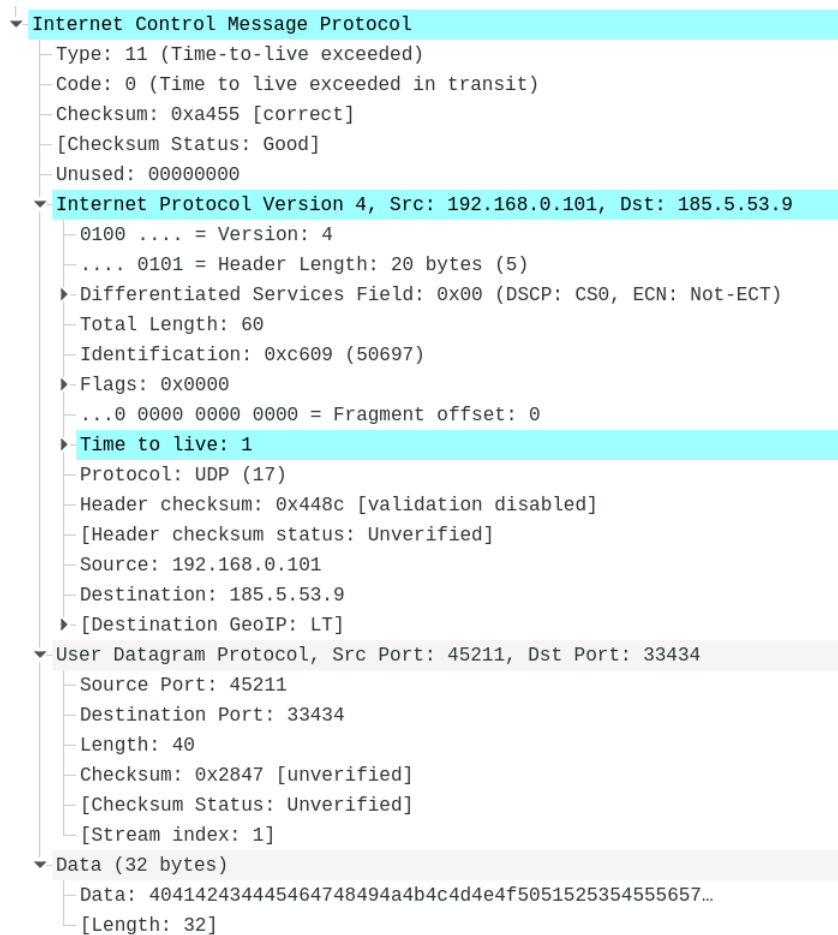 Internet Control Message Protocol
Type: 11 (Time-to-live exceeded)
Code: 0 (Time to live exceeded in transit)
Checksum: 0xa455 [correct]
[Checksum Status: Good]
Unused: 00000000
Internet Protocol Version 4, Src: 192.168.0.101, Dst: 185.5.53.9
0100 .... = Version: 4
.... 0101 = Header Length: 20 bytes (5)
Differentiated Services Field: 0x00 (DSCP: CS0, ECN: Not-ECT)
Total Length: 60
Identification: 0xc609 (50697)
Flags: 0x0000
...0 0000 0000 0000 = Fragment offset: 0
Time to live: 1
Protocol: UDP (17)
Header checksum: 0x448c [validation disabled]
[Header checksum status: Unverified]
Source: 192.168.0.101
Destination: 185.5.53.9
[Destination GeoIP: LT]
User Datagram Protocol, Src Port: 45211, Dst Port: 33434
Source Port: 45211
Destination Port: 33434
Length: 40
Checksum: 0x2847 [unverified]
[Checksum Status: Unverified]
[Stream index: 1]
Data (32 bytes)
Data: 404142434445464748494a4b4c4d4e4f5051525354555657…
[Length: 32]